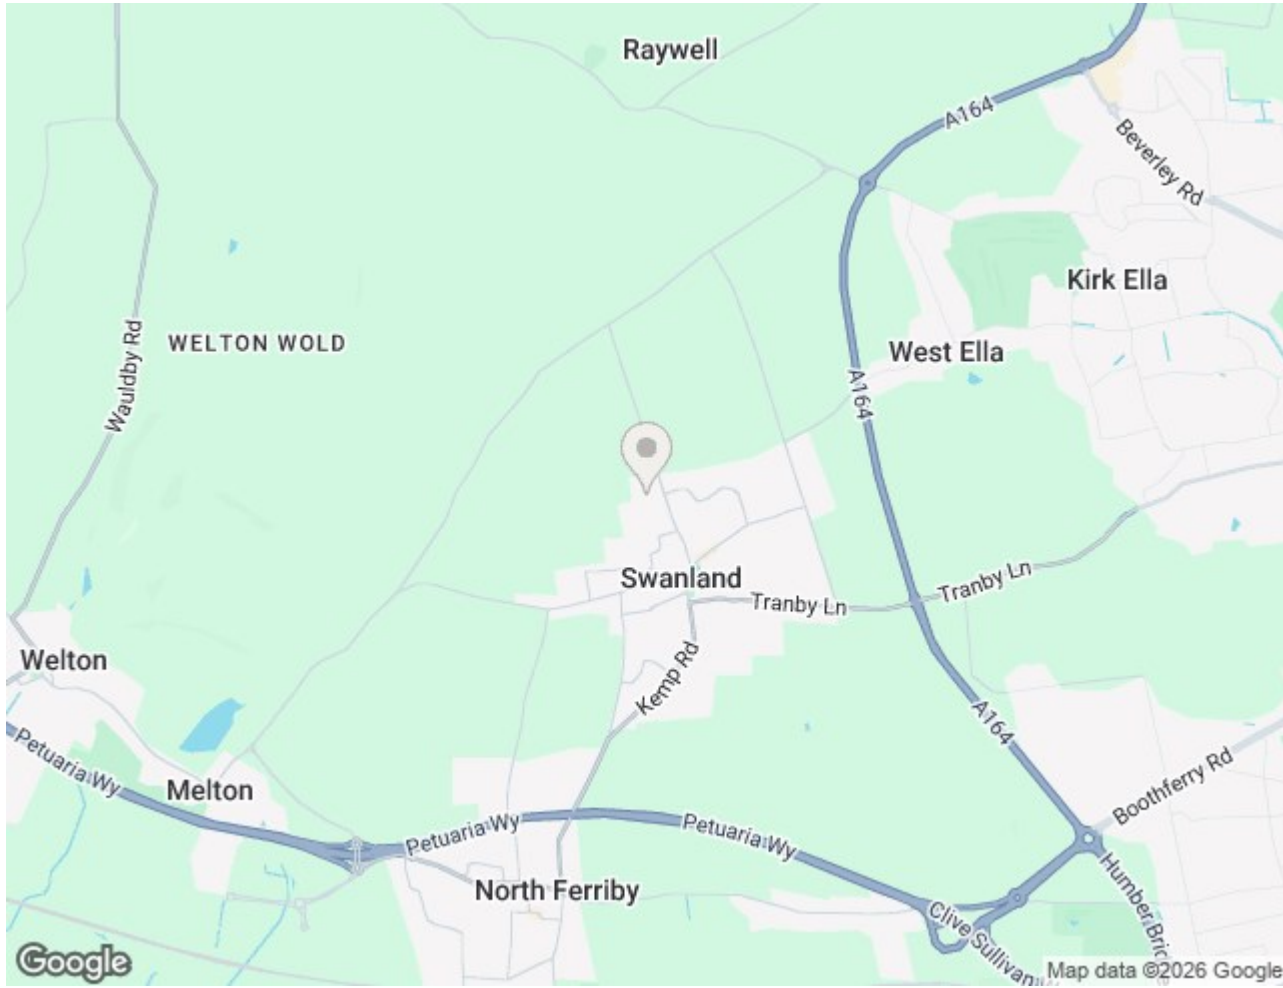 Raywell
A164
Beverley Rd
Kirk Ella
WELTON WOLD
Wauldby Rd
West Ella
A164
Swanland
Tranby Ln
Tranby Ln
Welton
Kemp Rd
A164
Petuaria Wy
Melton
Boothferry Rd
Petuaria Wy
Petuaria Wy
North Ferriby
Humber Bridge
Clive Sullivan W
Google
Map data ©2026 Google